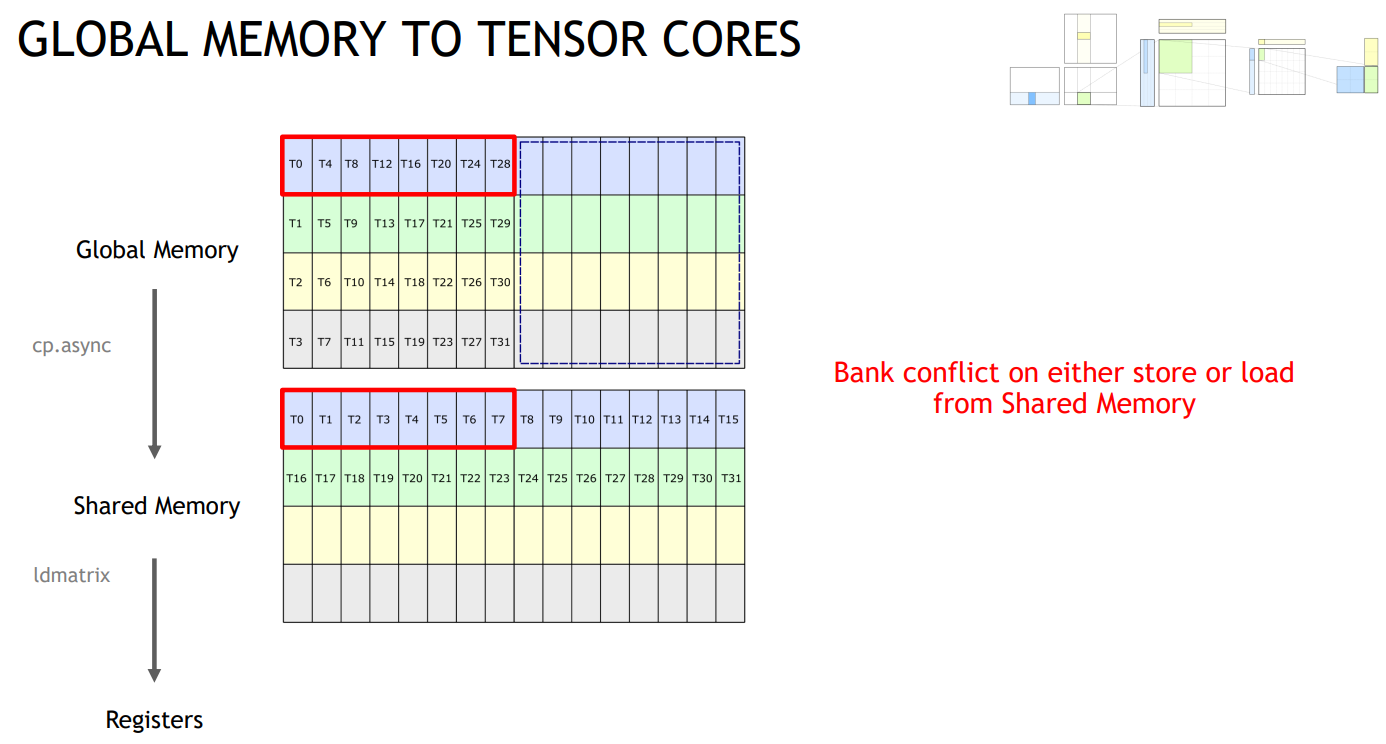 GLOBAL MEMORY TO TENSOR CORES
T0 T4 T8 T12 T16 T20 T24 T28
T1 T5 T9 T13 T17 T21 T25 T29
Global Memory
T2 T6 T10 T14 T18 T22 T26 T30
cp.async
T3 T7 T11 T15 T19 T23 T27 T31
Bank conflict on either store or load
from Shared Memory
T0 T1 T2 T3 T4 T5 T6 T7 T8 T9 T10 T11 T12 T13 T14 T15
T16 T17 T18 T19 T20 T21 T22 T23 T24 T25 T26 T27 T28 T29 T30 T31
Shared Memory
ldmatrix
Registers